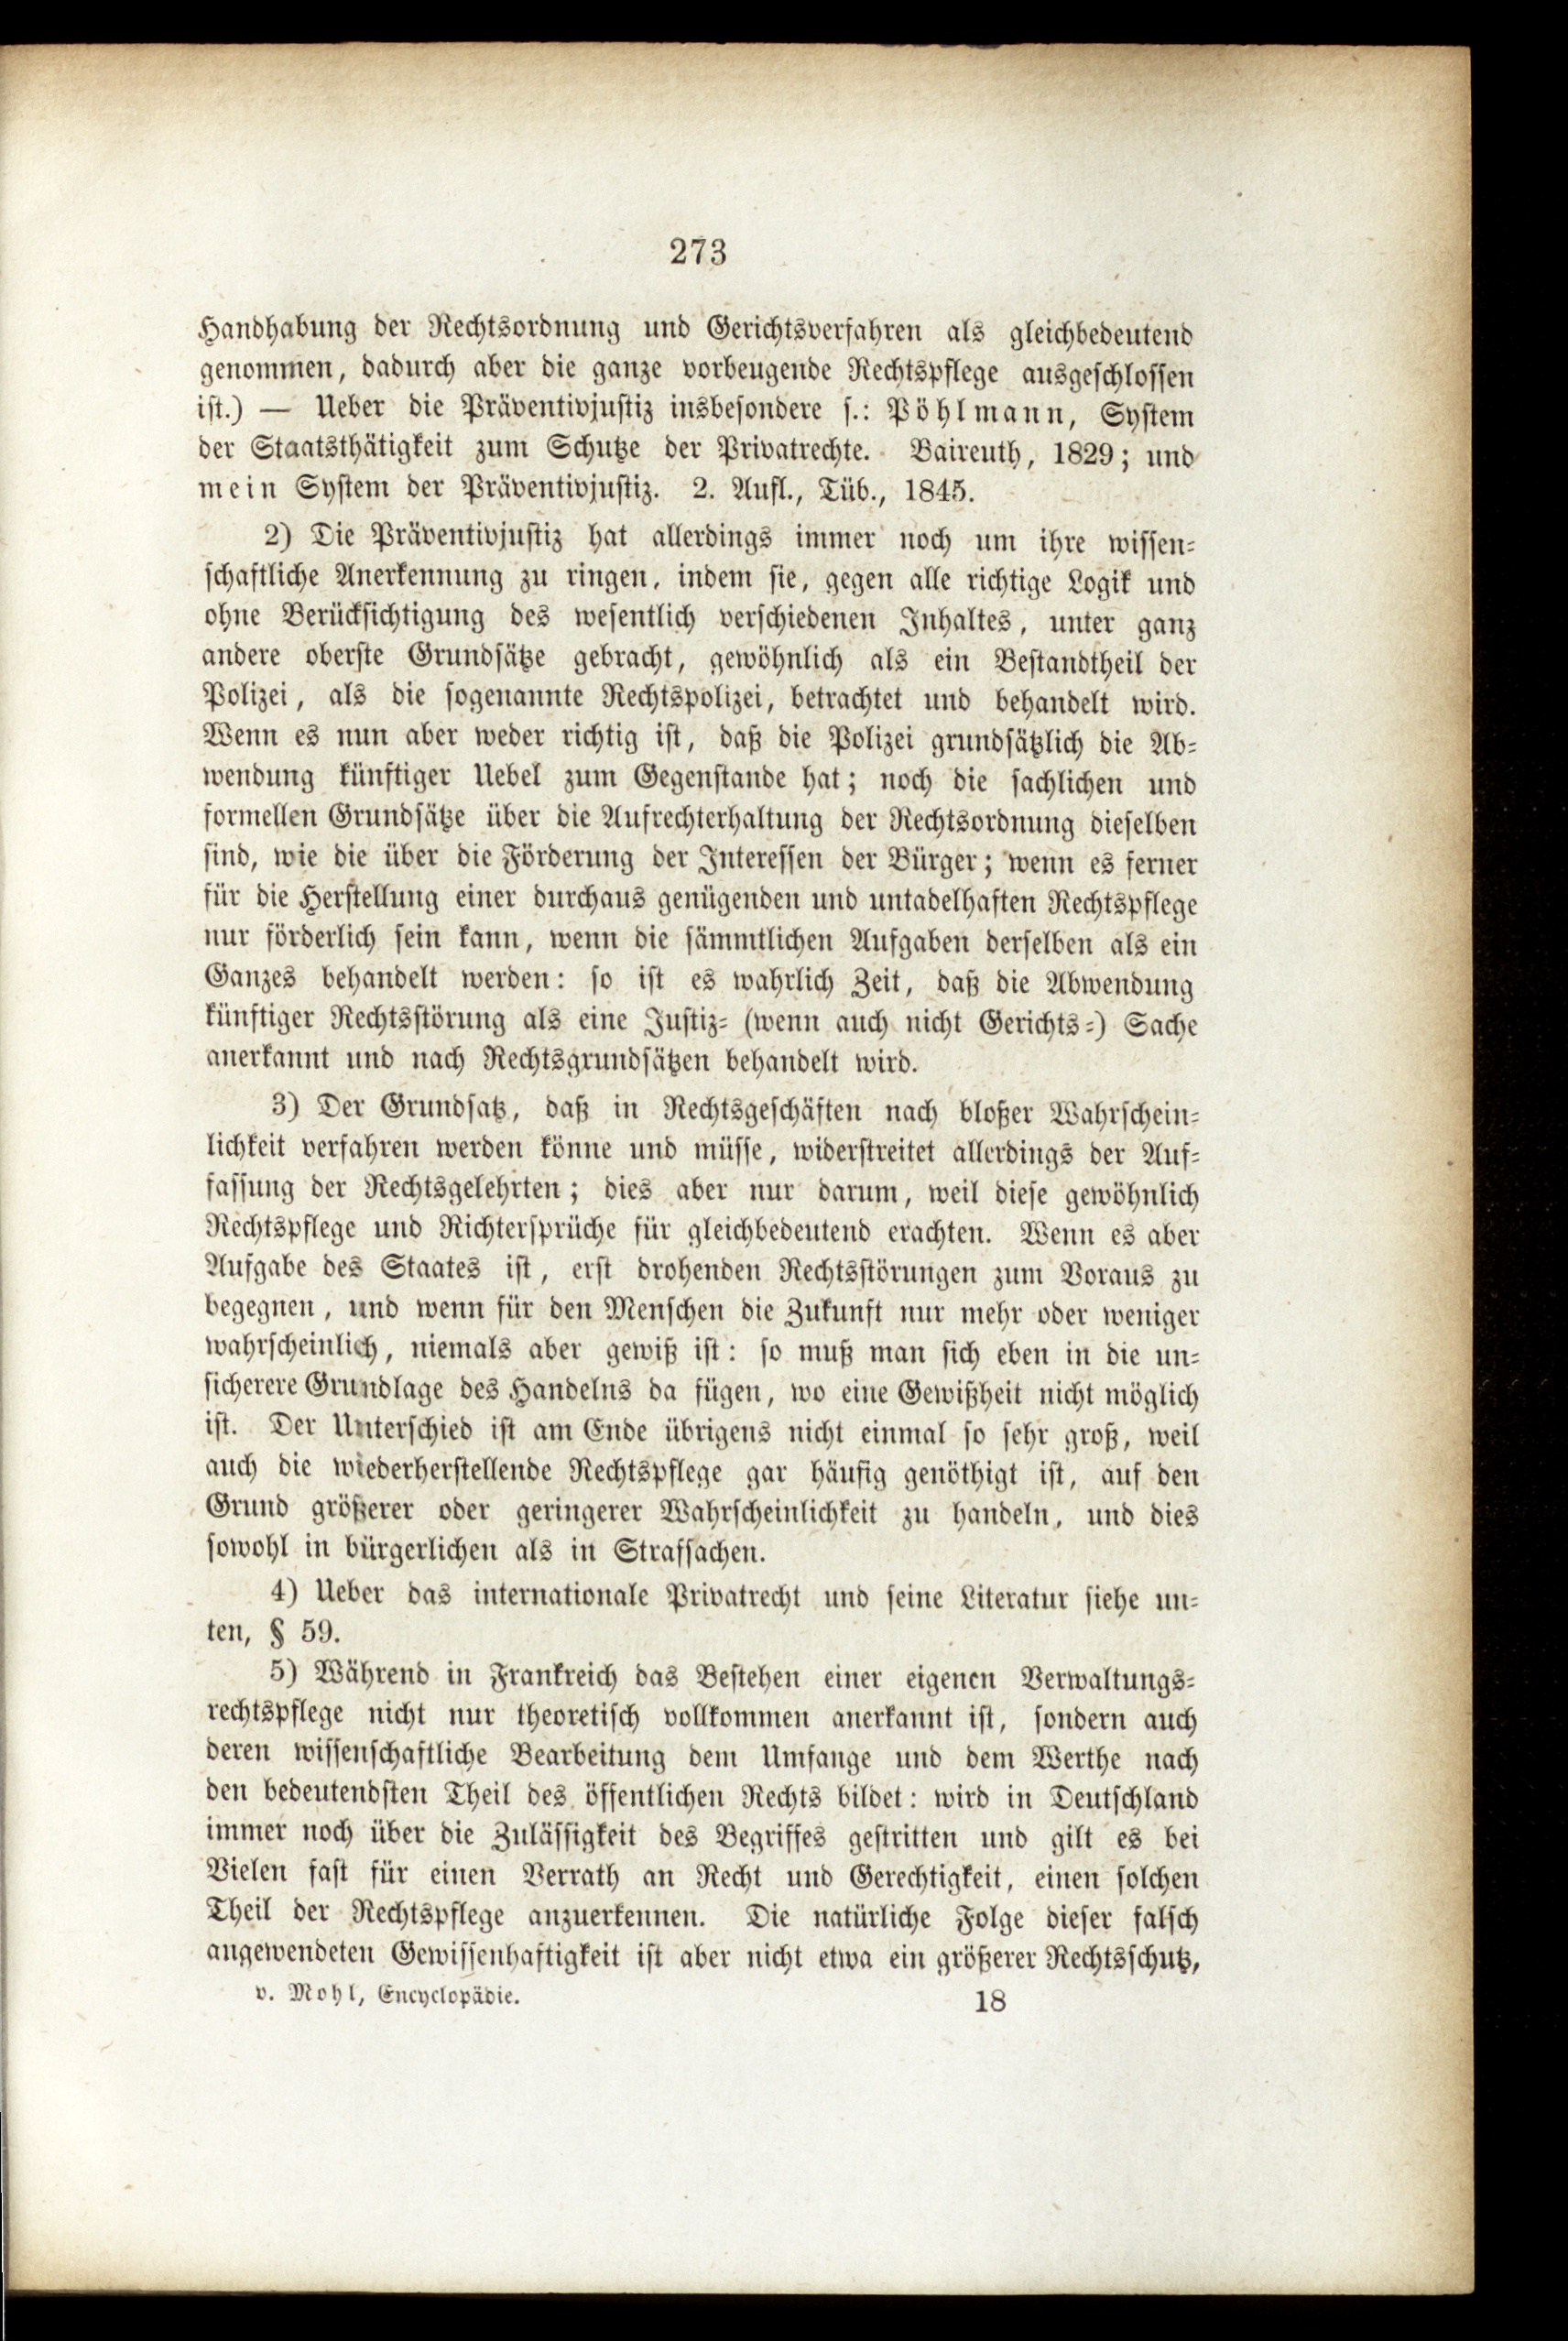 273
Handhabung der Rechtsordnung und Gerichtsverfahren als gleichbedeutend
genommen, dadurch aber die ganze vorbeugende Rechtspflege ausgeschlossen
ist.) — Ueber die Präventivjustiz insbesondere s.: Pöhlmann, System
der Staatsthätigkeit zum Schutze der Privatrechte. Baireuth, 1829; und
mein System der Präventivjustiz. 2. Aufl., Tüb., 1845.
2) Die Präventivjustiz hat allerdings immer noch um ihre wissen-
schaftliche Anerkennung zu ringen, indem sie, gegen alle richtige Logik und
ohne Berücksichtigung des wesentlich verschiedenen Inhaltes, unter ganz
andere oberste Grundsätze gebracht, gewöhnlich als ein Bestandtheil der
Polizei, als die sogenannte Rechtspolizei, betrachtet und behandelt wird.
Wenn es nun aber weder richtig ist, daß die Polizei grundsätzlich die Ab-
wendung künftiger Uebel zum Gegenstande hat; noch die sachlichen und
formellen Grundsätze über die Aufrechterhaltung der Rechtsordnung dieselben
sind, wie die über die Förderung der Interessen der Bürger; wenn es ferner
für die Herstellung einer durchaus genügenden und untadelhaften Rechtspflege
nur förderlich sein kann, wenn die sämmtlichen Aufgaben derselben als ein
Ganzes behandelt werden: so ist es wahrlich Zeit, daß die Abwendung
künftiger Rechtsstörung als eine Justiz- (wenn auch nicht Gerichts-) Sache
anerkannt und nach Rechtsgrundsätzen behandelt wird.
3) Der Grundsatz, daß in Rechtsgeschäften nach bloßer Wahrschein-
lichkeit verfahren werden könne und müsse, widerstreitet allerdings der Auf-
fassung der Rechtsgelehrten; dies aber nur darum, weil diese gewöhnlich
Rechtspflege und Richtersprüche für gleichbedeutend erachten. Wenn es aber
Aufgabe des Staates ist, erst drohenden Rechtsstörungen zum Voraus zu
begegnen, und wenn für den Menschen die Zukunft nur mehr oder weniger
wahrscheinlich, niemals aber gewiß ist: so muß man sich eben in die un-
sicherere Grundlage des Handelns da fügen, wo eine Gewißheit nicht möglich
ist. Der Unterschied ist am Ende übrigens nicht einmal so sehr groß, weil
auch die wiederherstellende Rechtspflege gar häufig genöthigt ist, auf den
Grund größerer oder geringerer Wahrscheinlichkeit zu handeln, und dies
sowohl in bürgerlichen als in Strafsachen.
4) Ueber das internationale Privatrecht und seine Literatur siehe un-
ten, § 59.
5) Während in Frankreich das Bestehen einer eigenen Verwaltungs-
rechtspflege nicht nur theoretisch vollkommen anerkannt ist, sondern auch
deren wissenschaftliche Bearbeitung dem Umfange und dem Werthe nach
den bedeutendsten Theil des öffentlichen Rechts bildet: wird in Deutschland
immer noch über die Zulässigkeit des Begriffes gestritten und gilt es bei
Vielen fast für einen Verrath an Recht und Gerechtigkeit, einen solchen
Theil der Rechtspflege anzuerkennen. Die natürliche Folge dieser falsch
angewendeten Gewissenhaftigkeit ist aber nicht etwa ein größerer Rechtsschutz,
v. Mohl, Encyclopädie. 18